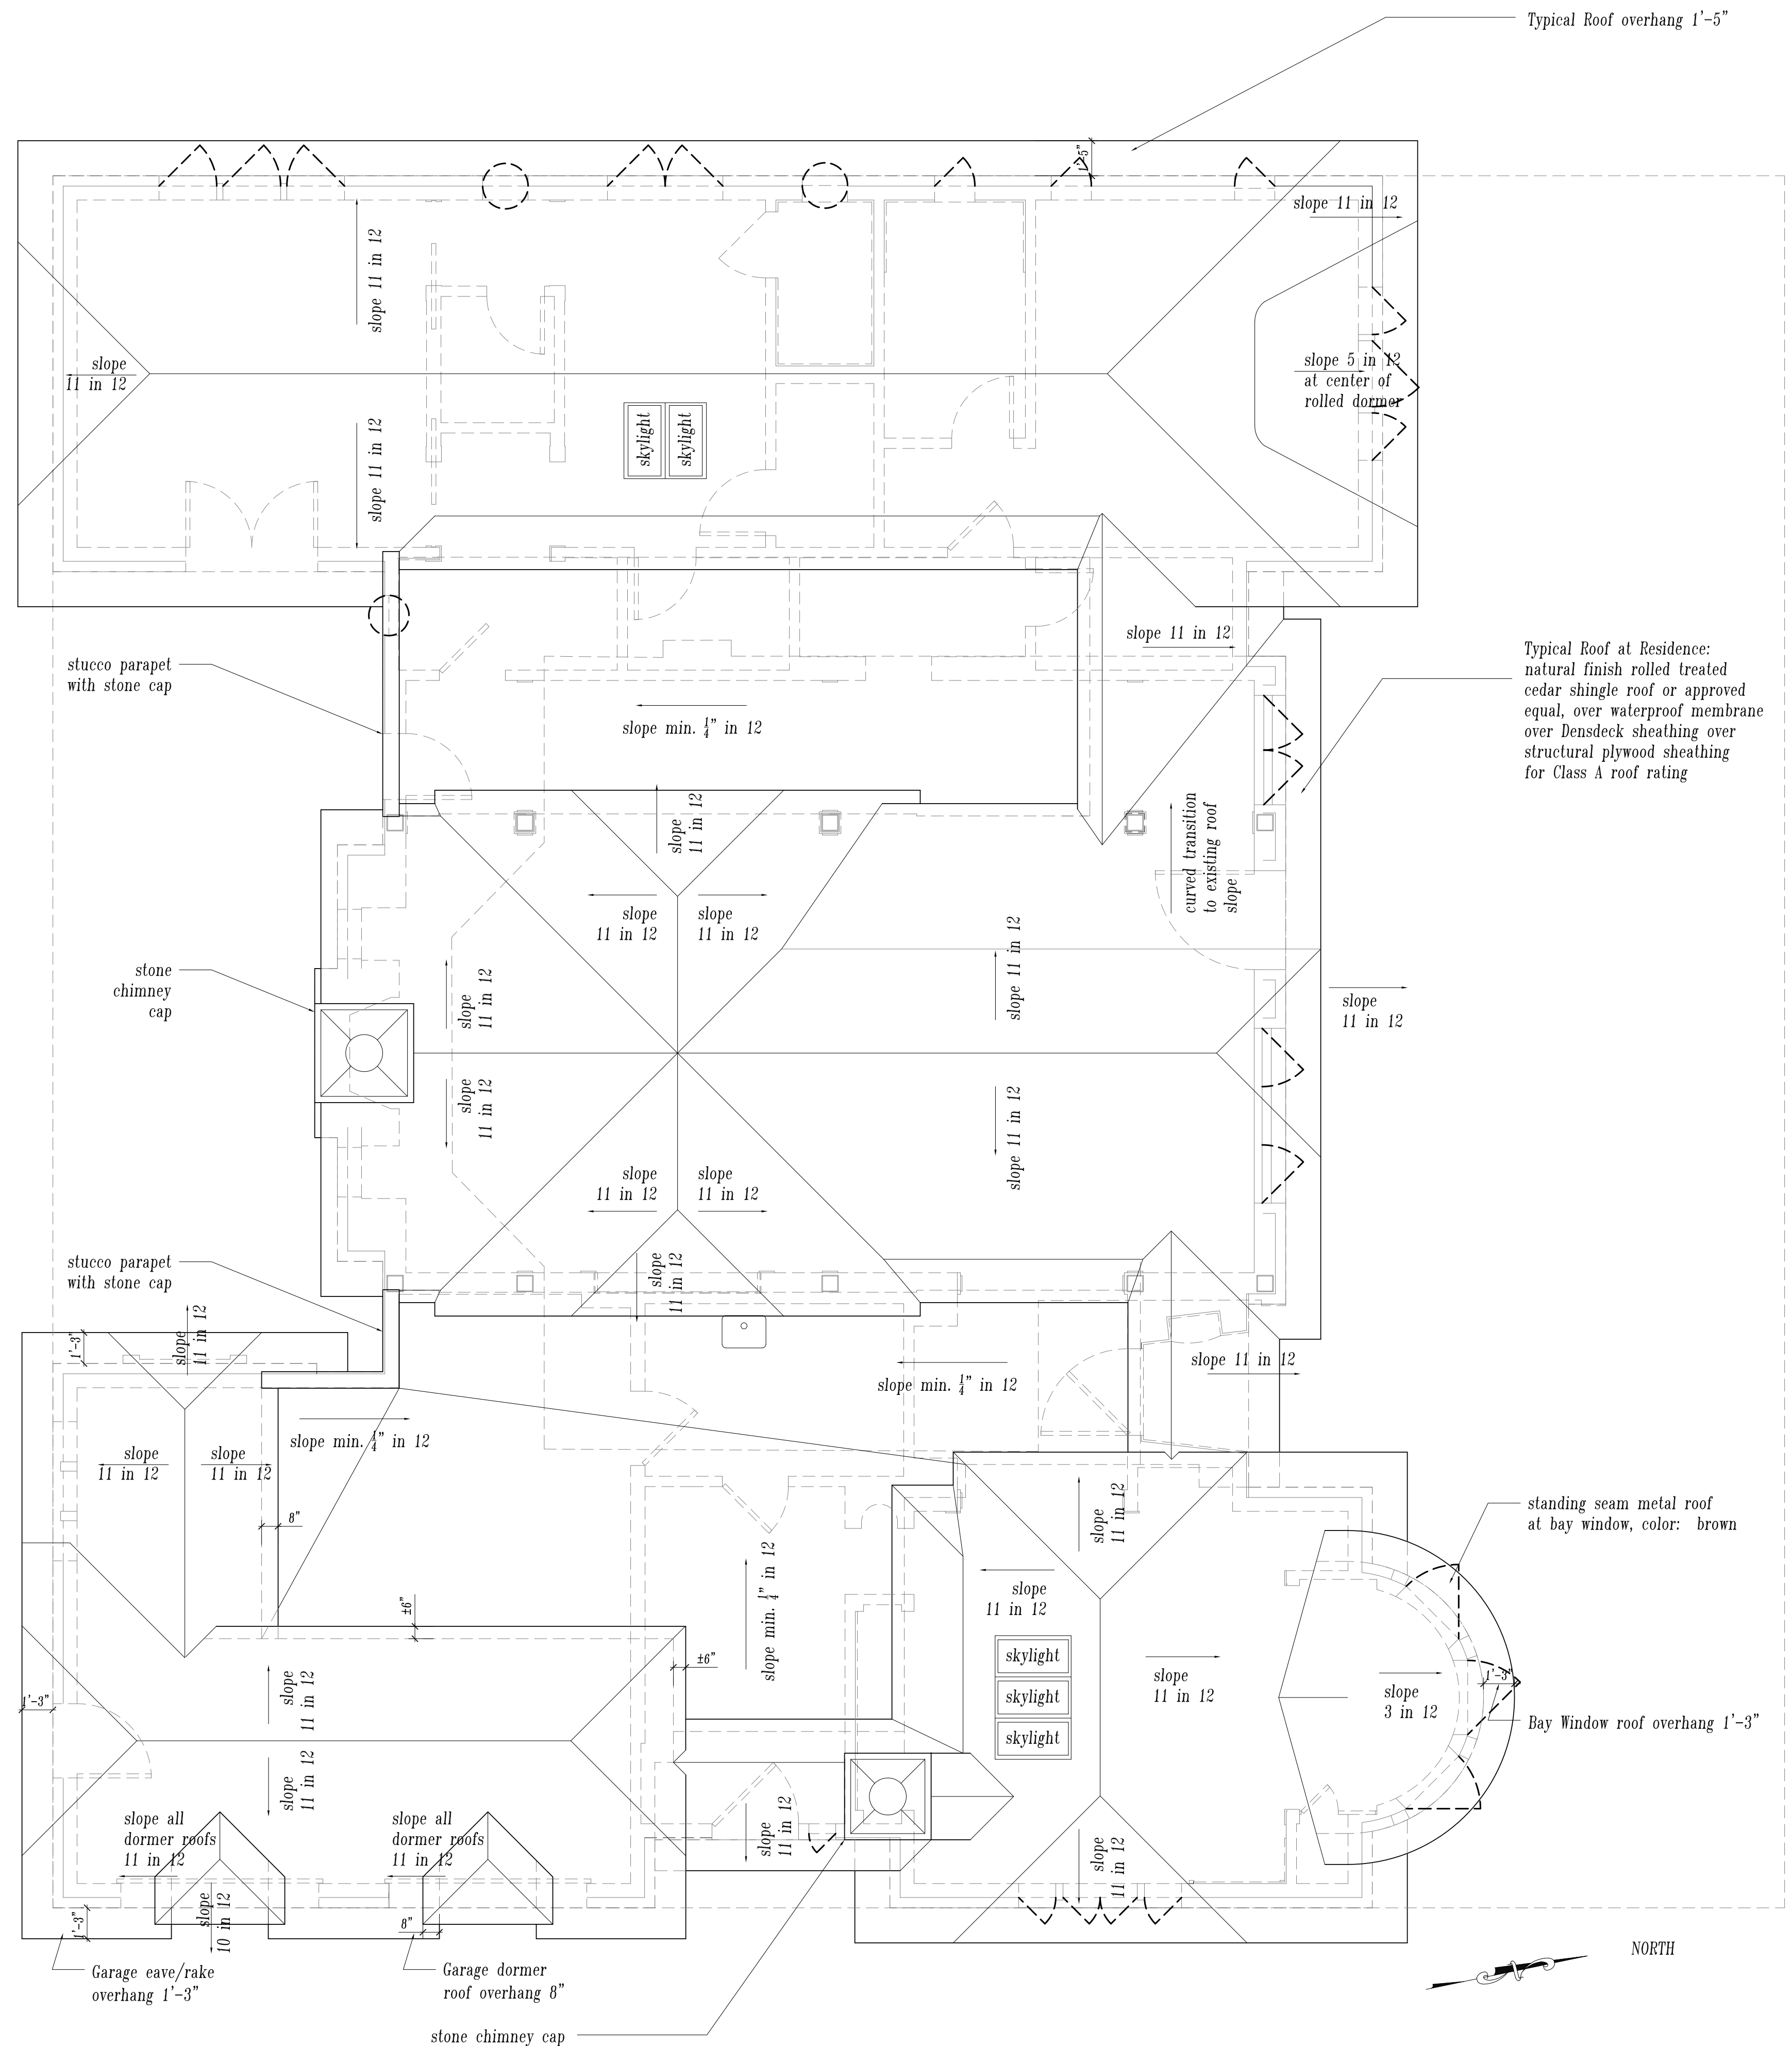 Typical Roof overhang 1'-5"
1'-5"
slope 11 in 12
slope 11 in 12
slope
11 in 12
slope 5 in 12
at center of
rolled dormer
skylight
skylight
slope 11 in 12
slope 11 in 12
stucco parapet
with stone cap
Typical Roof at Residence:
natural finish rolled treated
cedar shingle roof or approved
equal, over waterproof membrane
over Densdeck sheathing over
structural plywood sheathing
for Class A roof rating
slope min. ¼" in 12
slope
11 in 12
curved transition
to existing roof
slope
slope
11 in 12
slope
11 in 12
slope 11 in 12
stone
chimney
cap
slope
11 in 12
slope
11 in 12
slope
11 in 12
slope 11 in 12
slope
11 in 12
slope
11 in 12
stucco parapet
with stone cap
slope
11 in 12
slope
11 in 12
1'-3"
slope 11 in 12
slope min. ¼" in 12
slope min. ¼" in 12
slope
11 in 12
slope
11 in 12
8"
slope
11 in 12
standing seam metal roof
at bay window, color: brown
slope min. ¼" in 12
slope
11 in 12
±6"
±6"
skylight
skylight
skylight
slope
11 in 12
slope
3 in 12
1'-3"
Bay Window roof overhang 1'-3"
slope
11 in 12
1'-3"
slope
11 in 12
slope all
dormer roofs
11 in 12
slope all
dormer roofs
11 in 12
slope
11 in 12
slope
11 in 12
slope
10 in 12
1'-3"
8"
Garage eave/rake
overhang 1'-3"
Garage dormer
roof overhang 8"
NORTH
stone chimney cap